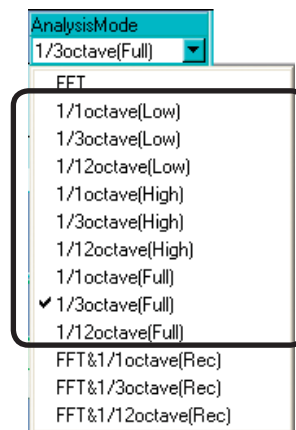 AnalysisMode
1/3octave(Full)
FFT
1/1octave(Low)
1/3octave(Low)
1/12octave(Low)
1/1octave(High)
1/3octave(High)
1/12octave(High)
1/1octave(Full)
1/3octave(Full)
1/12octave(Full)
FFT&1/1octave(Rec)
FFT&1/3octave(Rec)
FFT&1/12octave(Rec)